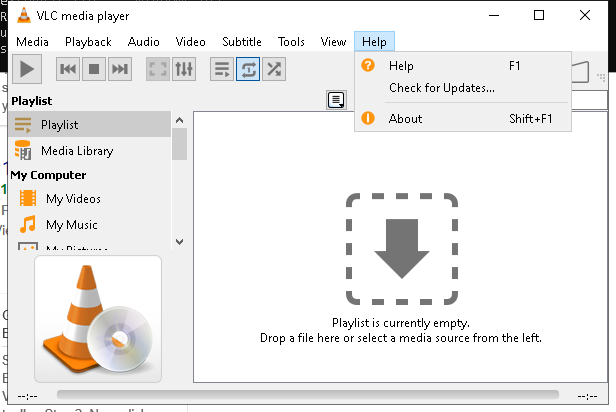 VLC media player
Media Playback Audio Video Subtitle Tools View Help
Help F1
Check for Updates...
About Shift+F1
Playlist
Playlist
Media Library
My Computer
My Videos
My Music
My Pictures
Playlist is currently empty.
Drop a file here or select a media source from the left.
--:-- --:--